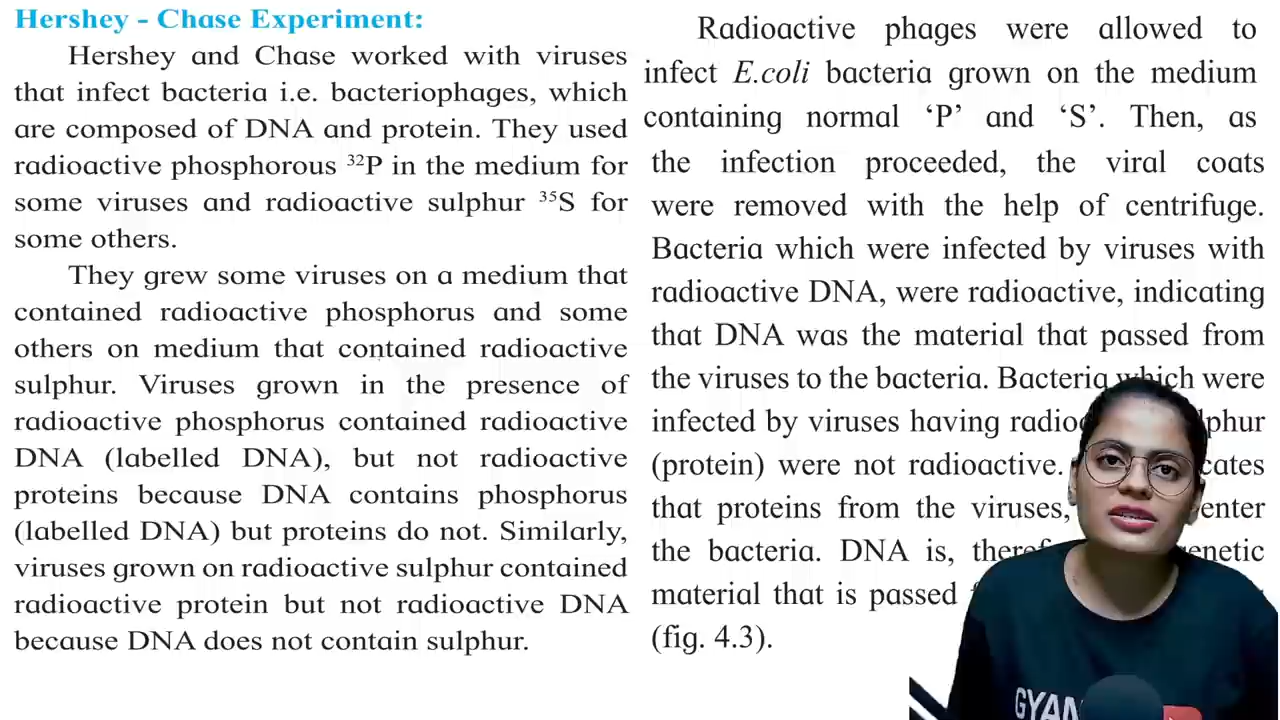 Hershey - Chase Experiment:
Hershey and Chase worked with viruses
that infect bacteria i.e. bacteriophages, which
are composed of DNA and protein. They used
radioactive phosphorous ³²P in the medium for
some viruses and radioactive sulphur ³⁵S for
some others.
They grew some viruses on a medium that
contained radioactive phosphorus and some
others on medium that contained radioactive
sulphur. Viruses grown in the presence of
radioactive phosphorus contained radioactive
DNA (labelled DNA), but not radioactive
proteins because DNA contains phosphorus
(labelled DNA) but proteins do not. Similarly,
viruses grown on radioactive sulphur contained
radioactive protein but not radioactive DNA
because DNA does not contain sulphur.
Radioactive phages were allowed to
infect E.coli bacteria grown on the medium
containing normal ‘P’ and ‘S’. Then, as
the infection proceeded, the viral coats
were removed with the help of centrifuge.
Bacteria which were infected by viruses with
radioactive DNA, were radioactive, indicating
that DNA was the material that passed from
the viruses to the bacteria. Bacteria which were
infected by viruses having
(protein) were not radioactive.
that proteins from the viruses, enter
the bacteria. DNA is,
material that is passed
(fig. 4.3).
GYAN